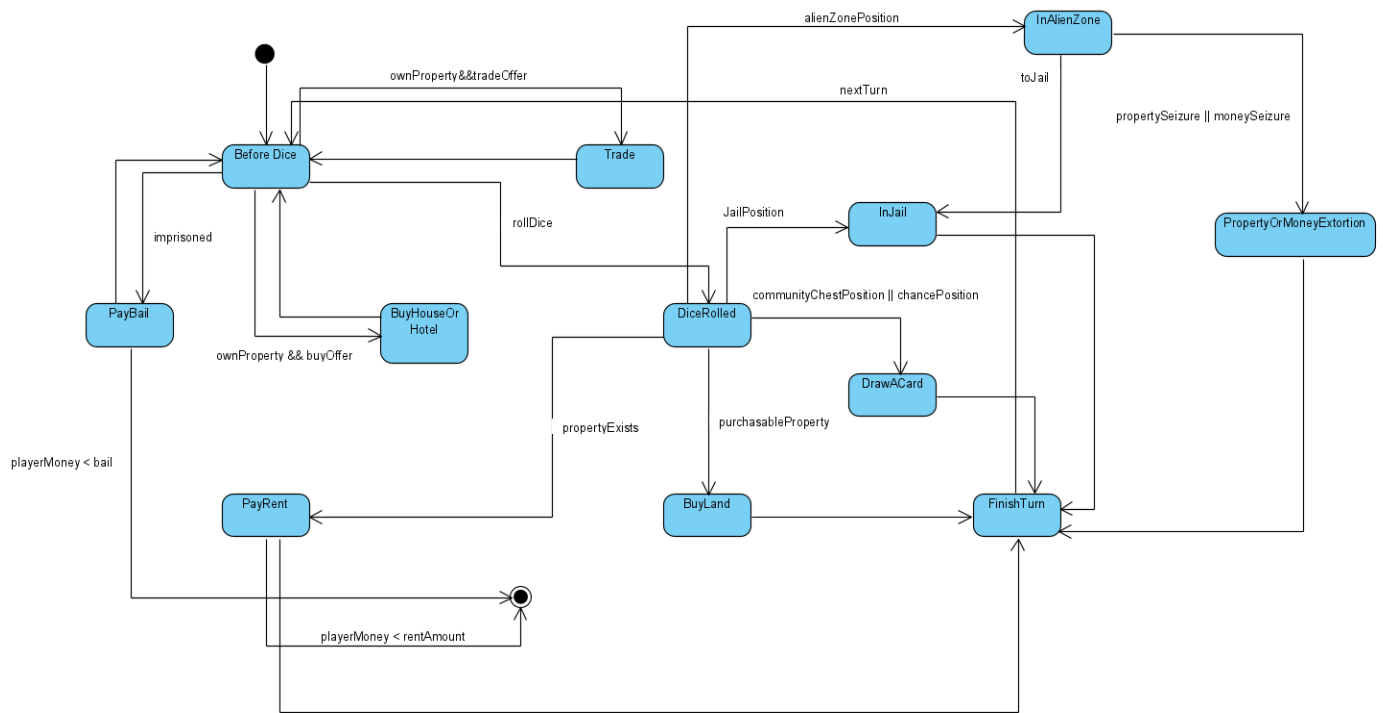 alienZonePosition
InAlienZone
ownProperty&&tradeOffer
nextTurn
toJail
propertySeizure || moneySeizure
Before Dice
Trade
imprisoned
rollDice
JailPosition
InJail
PropertyOrMoneyExtortion
communityChestPosition || chancePosition
PayBail
BuyHouseOr
Hotel
DiceRolled
ownProperty && buyOffer
DrawACard
propertyExists
purchasableProperty
playerMoney < bail
PayRent
BuyLand
FinishTurn
playerMoney < rentAmount